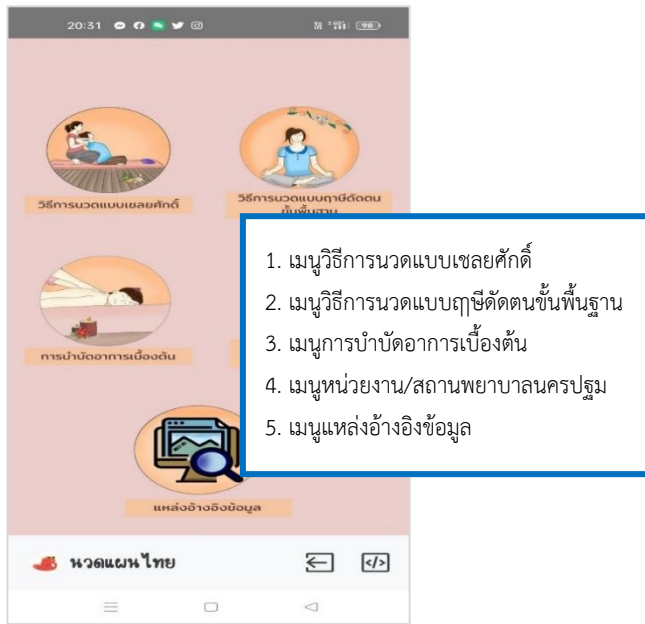 20:31
98
วิธีการนวดแบบเชลยศักดิ์
วิธีการนวดแบบฤาษีดัดตน
ขั้นพื้นฐาน
1. เมนูวิธีการนวดแบบเชลยศักดิ์
2. เมนูวิธีการนวดแบบฤๅษีดัดตนขั้นพื้นฐาน
3. เมนูการบำบัดอาการเบื้องต้น
4. เมนูหน่วยงาน/สถานพยาบาลนครปฐม
5. เมนูแหล่งอ้างอิงข้อมูล
การบำบัดอาการเบื้องต้น
แหล่งอ้างอิงข้อมูล
นวดแผนไทย